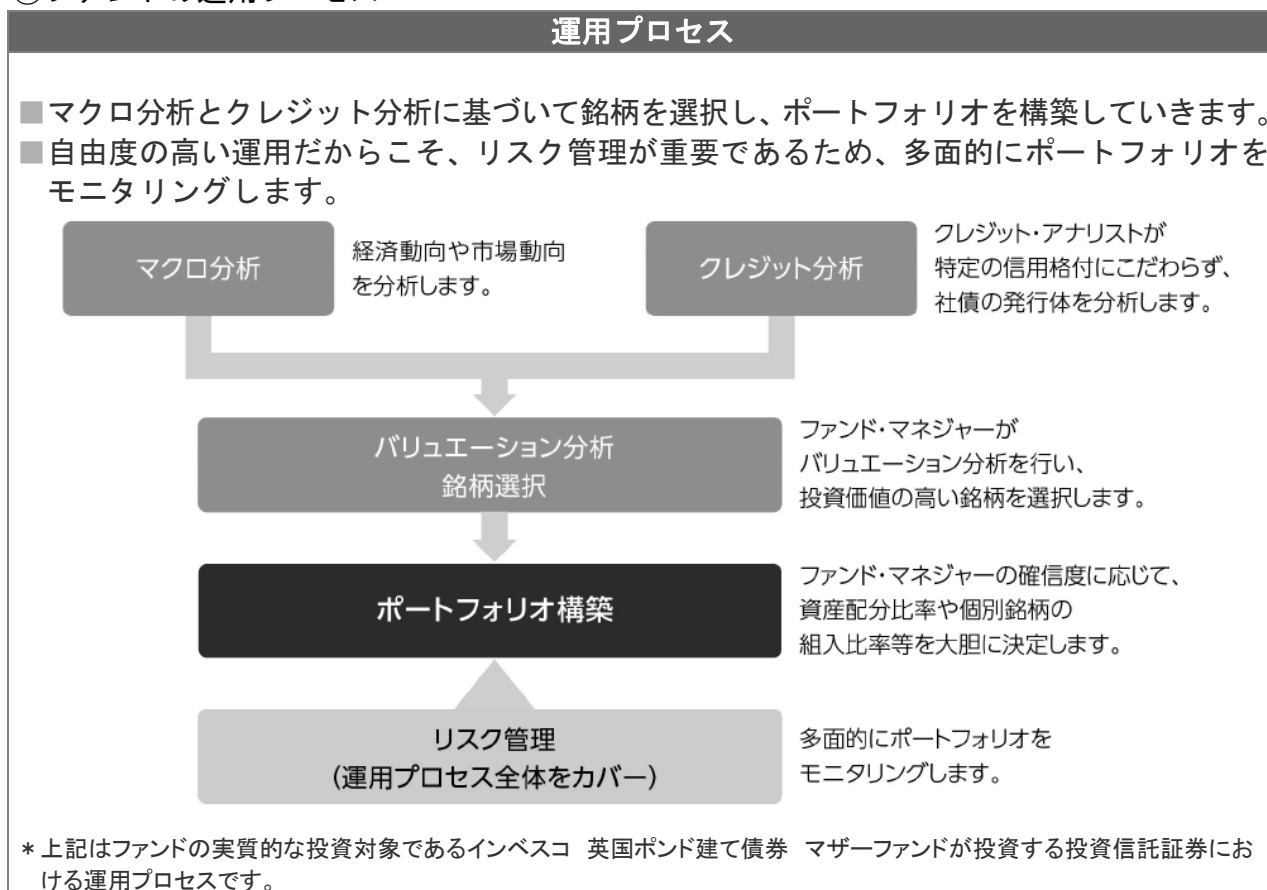 運用プロセス
■マクロ分析とクレジット分析に基づいて銘柄を選択し、ポートフォリオを構築していきます。
■自由度の高い運用だからこそ、リスク管理が重要であるため、多面的にポートフォリオを
モニタリングします。
マクロ分析
経済動向や市場動向
を分析します。
クレジット分析
クレジット・アナリストが
特定の信用格付にこだわらず、
社債の発行体を分析します。
バリュエーション分析
銘柄選択
ファンド・マネジャーが
バリュエーション分析を行い、
投資価値の高い銘柄を選択します。
ポートフォリオ構築
ファンド・マネジャーの確信度に応じて、
資産配分比率や個別銘柄の
組入比率等を大胆に決定します。
リスク管理
(運用プロセス全体をカバー)
多面的にポートフォリオを
モニタリングします。
* 上記はファンドの実質的な投資対象であるインベスコ 英国ポンド建て債券 マザーファンドが投資する投資信託証券にお
ける運用プロセスです。